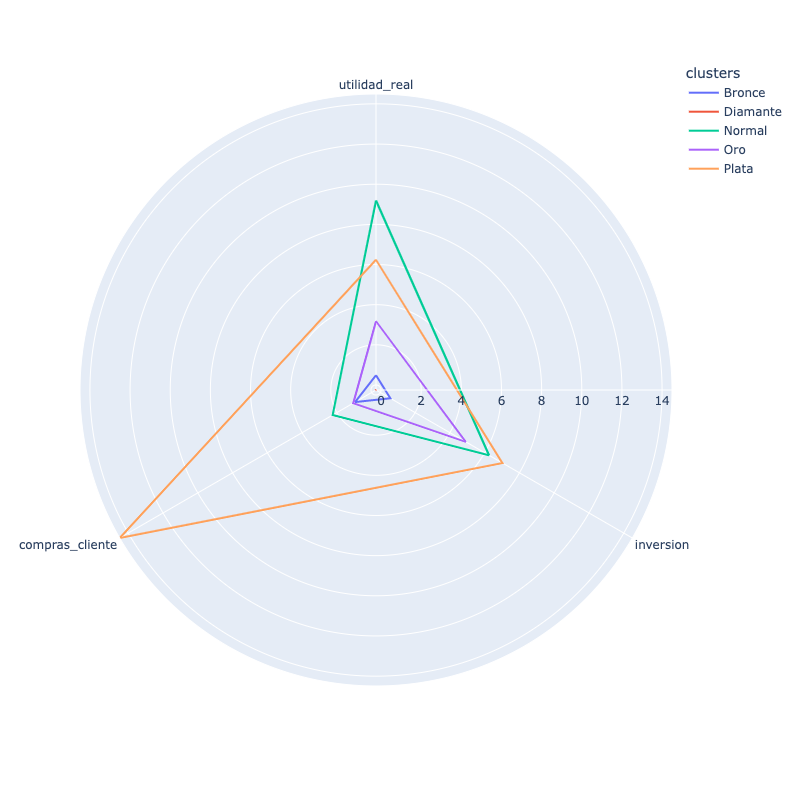 utilidad_real
clusters
Bronce
Diamante
Normal
Oro
Plata
0 2 4 6 8 10 12 14
compras_cliente
inversion